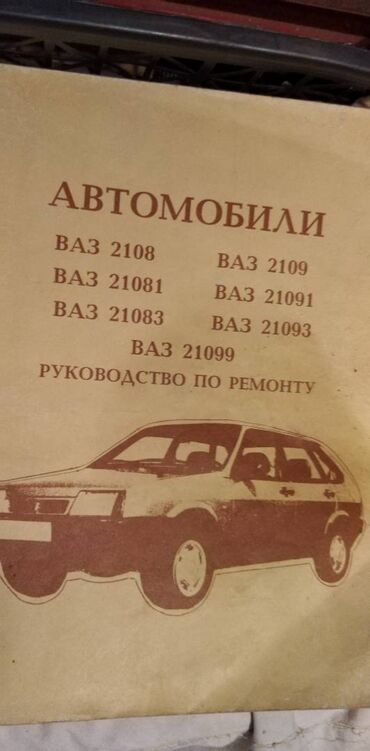 АВТОМОБИЛИ
ВАЗ 2108 ВАЗ 2109
ВАЗ 21081 ВАЗ 21091
ВАЗ 21083 ВАЗ 21093
ВАЗ 21099
РУКОВОДСТВО ПО РЕМОНТУ